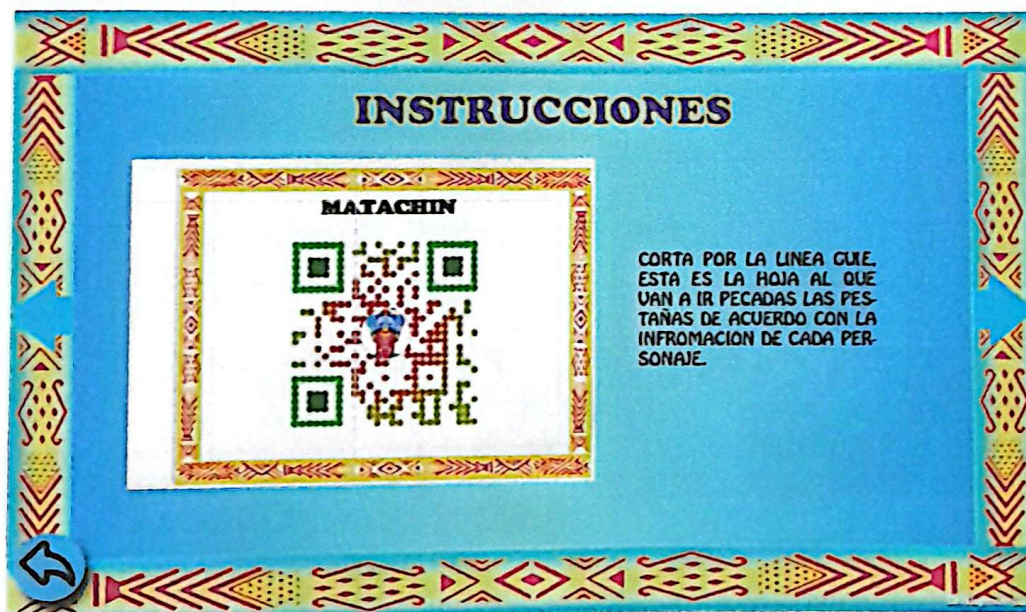 INSTRUCCIONES
MATACHIN
CORTA POR LA LINEA GUIE,
ESTA ES LA HOJA AL QUE
VAN A IR PECADAS LAS PES-
TAÑAS DE ACUERDO CON LA
INFROMACION DE CADA PER-
SONAJE.